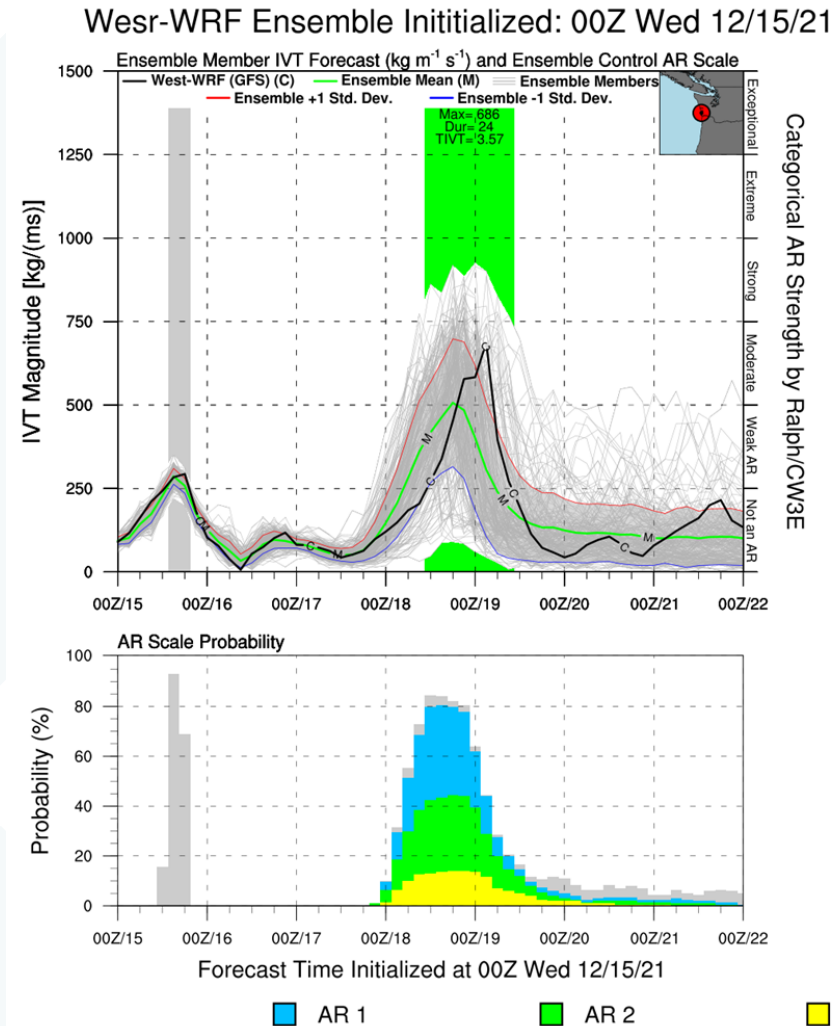 Wesr-WRF Ensemble Inititialized: 00Z Wed 12/15/21
Ensemble Member IVT Forecast (kg m⁻¹ s⁻¹) and Ensemble Control AR Scale
West-WRF (GFS) (C) Ensemble Mean (M) Ensemble Members
Ensemble +1 Std. Dev. Ensemble -1 Std. Dev.
Max= 686
Dur= 24
TIVT= 3.57
IVT Magnitude [kg/(ms)]
1500
1250
1000
750
500
250
0
Exceptional
Extreme
Strong
Moderate
Weak AR
Not an AR
Categorical AR Strength by Ralph/CW3E
C
M
C
M
M
C
C
M
C
M
C
M
00Z/15 00Z/16 00Z/17 00Z/18 00Z/19 00Z/20 00Z/21 00Z/22
AR Scale Probability
Probability (%)
100
80
60
40
20
0
00Z/15 00Z/16 00Z/17 00Z/18 00Z/19 00Z/20 00Z/21 00Z/22
Forecast Time Initialized at 00Z Wed 12/15/21
AR 1 AR 2